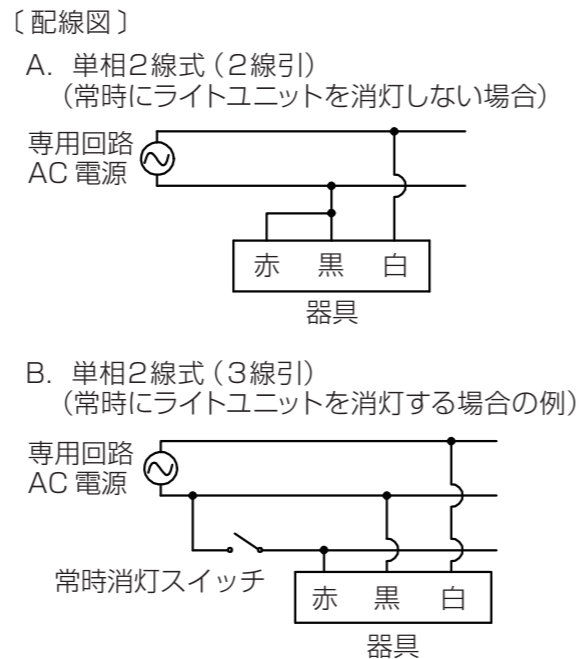 〔配線図〕
A. 単相2線式（2線引）
（常時にライトユニットを消灯しない場合）
専用回路
AC 電源
赤 黒 白
器具
B. 単相2線式（3線引）
（常時にライトユニットを消灯する場合の例）
専用回路
AC 電源
常時消灯スイッチ
赤 黒 白
器具